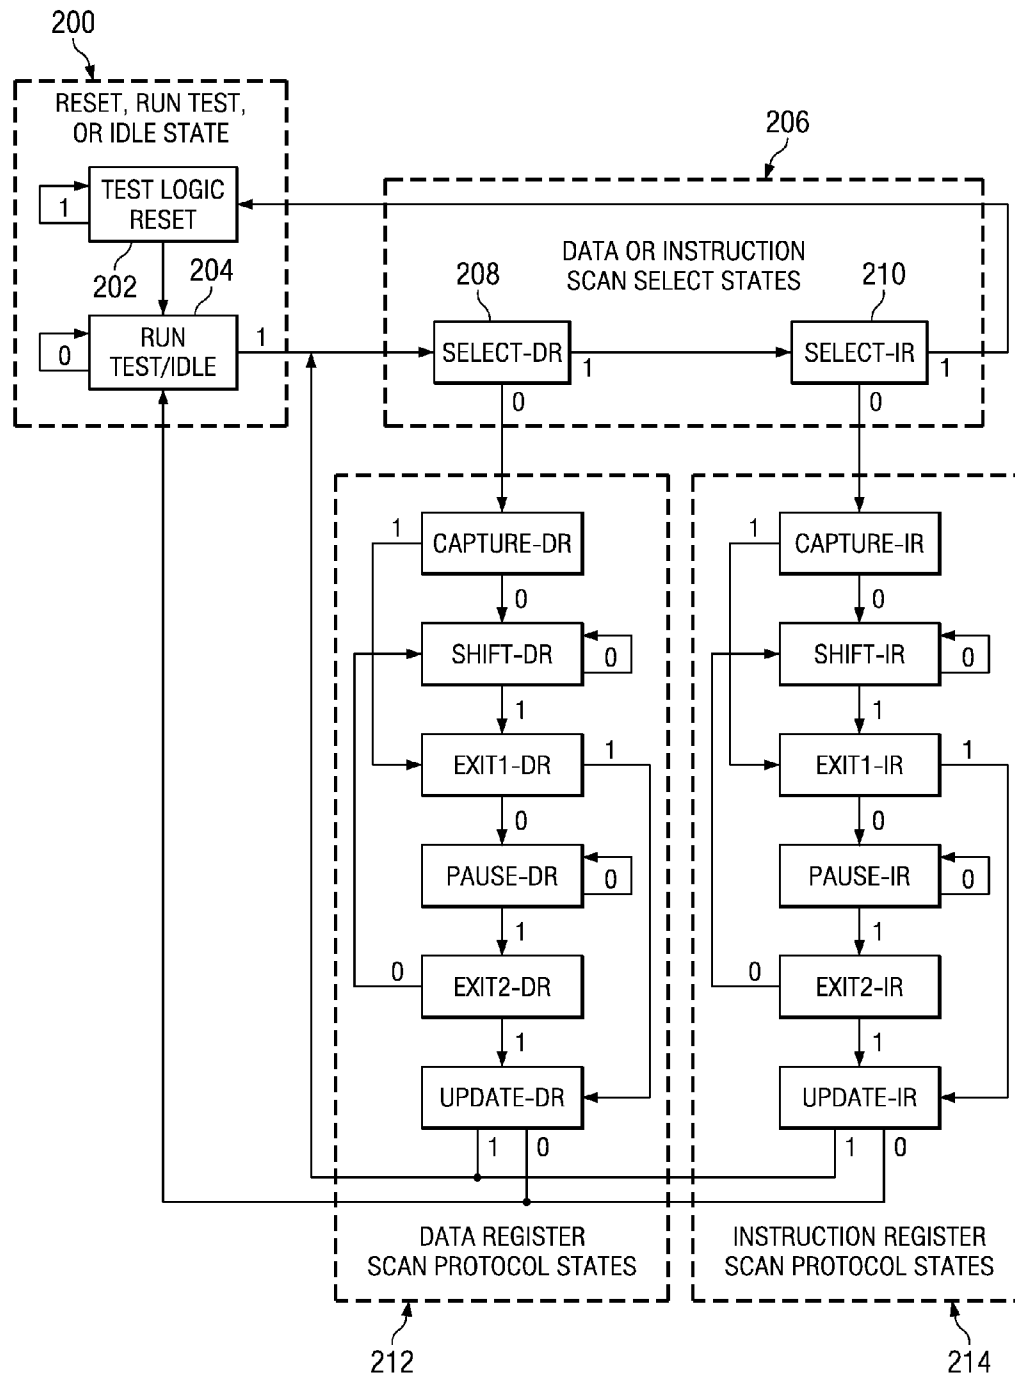 200
RESET, RUN TEST,
OR IDLE STATE
206
TEST LOGIC
RESET
1
DATA OR INSTRUCTION
SCAN SELECT STATES
202
204
208
210
RUN
TEST/IDLE
0
1
SELECT-DR
1
SELECT-IR
1
0
0
1
CAPTURE-DR
1
CAPTURE-IR
0
0
SHIFT-DR
0
SHIFT-IR
0
1
1
EXIT1-DR
1
EXIT1-IR
1
0
0
PAUSE-DR
0
PAUSE-IR
0
1
1
0
EXIT2-DR
0
EXIT2-IR
1
1
UPDATE-DR
UPDATE-IR
1
0
1
0
DATA REGISTER
SCAN PROTOCOL STATES
INSTRUCTION REGISTER
SCAN PROTOCOL STATES
212
214